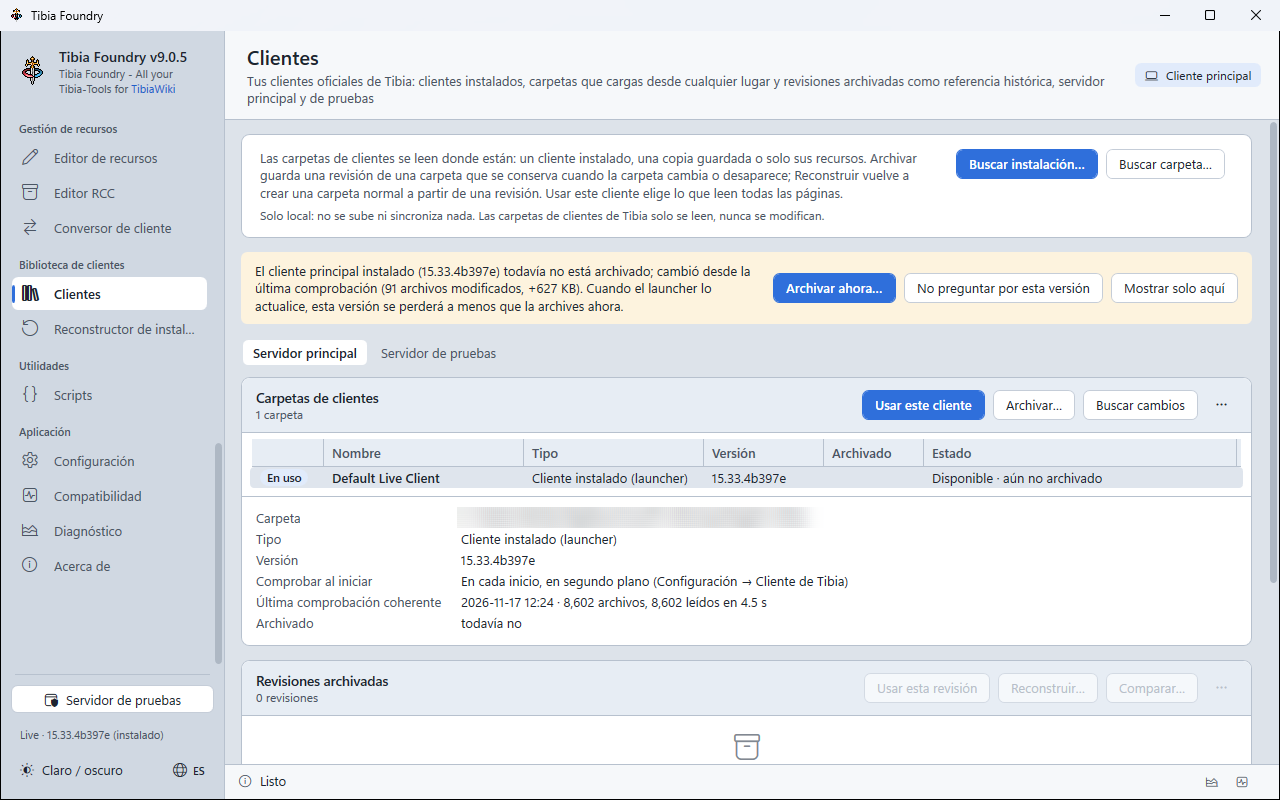 Tibia Foundry
Tibia Foundry v9.0.5
Tibia Foundry - All your
Tibia-Tools for TibiaWiki
Gestión de recursos
Editor de recursos
Editor RCC
Conversor de cliente
Biblioteca de clientes
Clientes
Reconstructor de instal...
Utilidades
Scripts
Aplicación
Configuración
Compatibilidad
Diagnóstico
Acerca de
Servidor de pruebas
Live · 15.33.4b397e (instalado)
Claro / oscuro
ES
Clientes
Tus clientes oficiales de Tibia: clientes instalados, carpetas que cargas desde cualquier lugar y revisiones archivadas como referencia histórica, servidor
principal y de pruebas
Cliente principal
Las carpetas de clientes se leen donde están: un cliente instalado, una copia guardada o solo sus recursos. Archivar
guarda una revisión de una carpeta que se conserva cuando la carpeta cambia o desaparece; Reconstruir vuelve a
crear una carpeta normal a partir de una revisión. Usar este cliente elige lo que leen todas las páginas.
Solo local: no se sube ni sincroniza nada. Las carpetas de clientes de Tibia solo se leen, nunca se modifican.
Buscar instalación...
Buscar carpeta...
El cliente principal instalado (15.33.4b397e) todavía no está archivado; cambió desde la
última comprobación (91 archivos modificados, +627 KB). Cuando el launcher lo
actualice, esta versión se perderá a menos que la archives ahora.
Archivar ahora...
No preguntar por esta versión
Mostrar solo aquí
Servidor principal
Servidor de pruebas
Carpetas de clientes
1 carpeta
Usar este cliente
Archivar...
Buscar cambios
Nombre
Tipo
Versión
Archivado
Estado
En uso
Default Live Client
Cliente instalado (launcher)
15.33.4b397e
Disponible · aún no archivado
Carpeta
Tipo
Cliente instalado (launcher)
Versión
15.33.4b397e
Comprobar al iniciar
En cada inicio, en segundo plano (Configuración → Cliente de Tibia)
Última comprobación coherente
2026-11-17 12:24 · 8,602 archivos, 8,602 leídos en 4.5 s
Archivado
todavía no
Revisiones archivadas
0 revisiones
Usar esta revisión
Reconstruir...
Comparar...
Listo